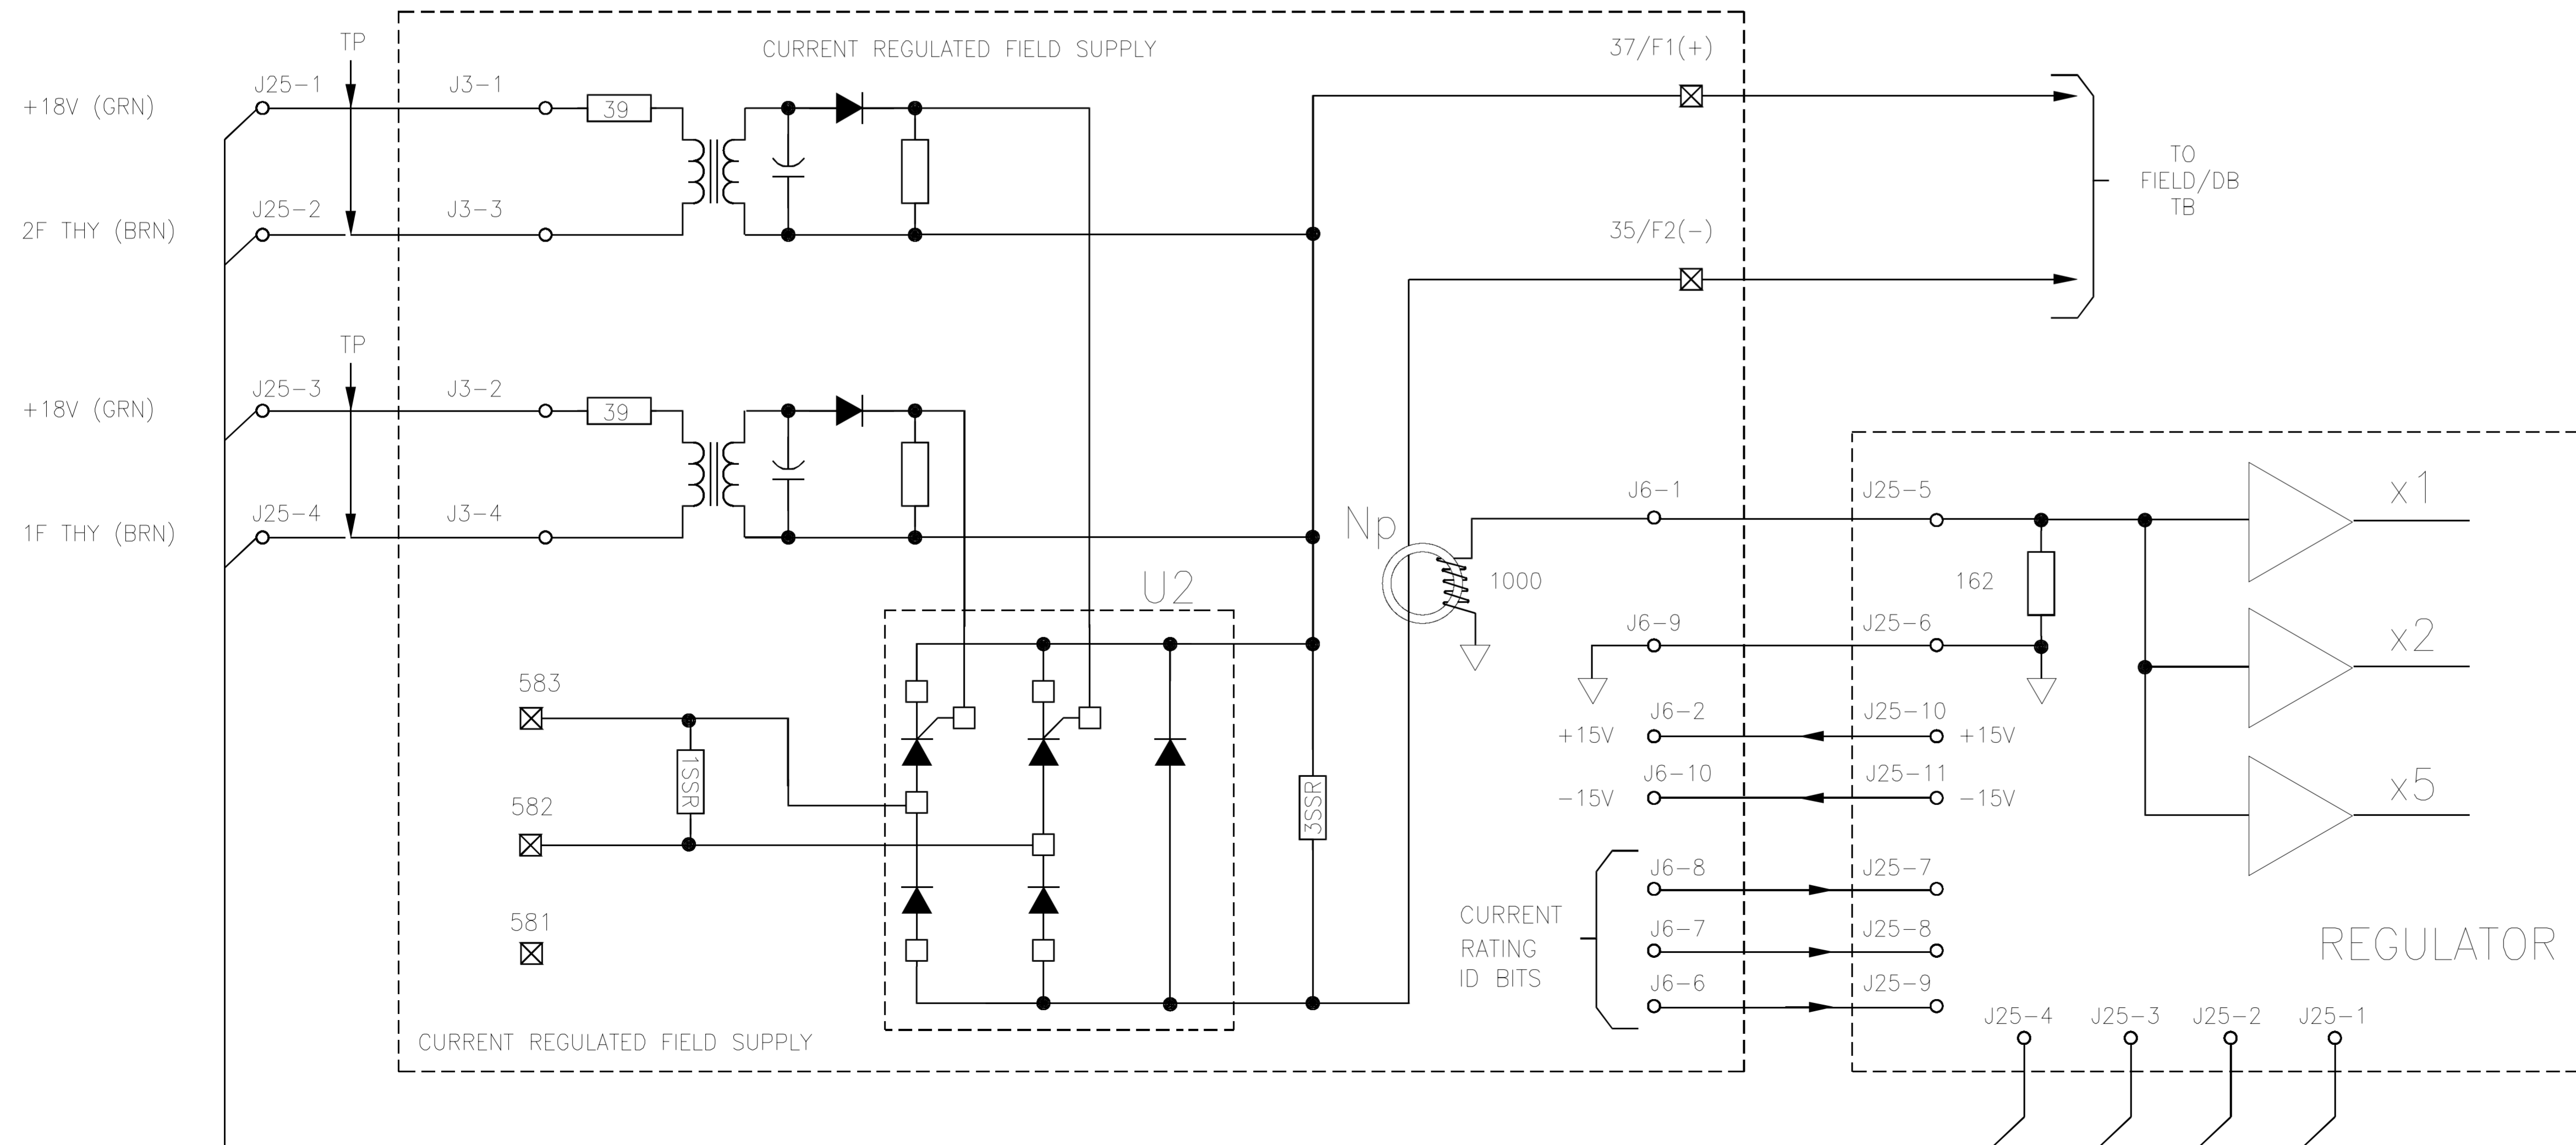 CURRENT REGULATED FIELD SUPPLY
37/F1(+)
TP
J25-1
J3-1
+18V (GRN)
39
TO
FIELD/DB
TB
J25-2
J3-3
2F THY (BRN)
35/F2(-)
TP
J25-3
J3-2
+18V (GRN)
39
J25-4
J3-4
1F THY (BRN)
J6-1
J25-5
x1
Np
1000
162
U2
J6-9
J25-6
x2
583
1SSR
J6-2
J25-10
+15V
+15V
J6-10
J25-11
-15V
-15V
x5
582
3SSR
J6-8
J25-7
581
CURRENT
RATING
ID BITS
J6-7
J25-8
REGULATOR
J6-6
J25-9
J25-4
J25-3
J25-2
J25-1
CURRENT REGULATED FIELD SUPPLY